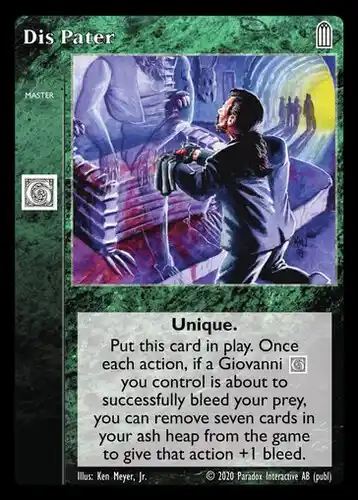 Dis Pater
MASTER
Unique.
Put this card in play. Once
each action, if a Giovanni
you control is about to
successfully bleed your prey,
you can remove seven cards in
your ash heap from the game
to give that action +1 bleed.
Illus: Ken Meyer, Jr. © 2020 Paradox Interactive AB (publ)